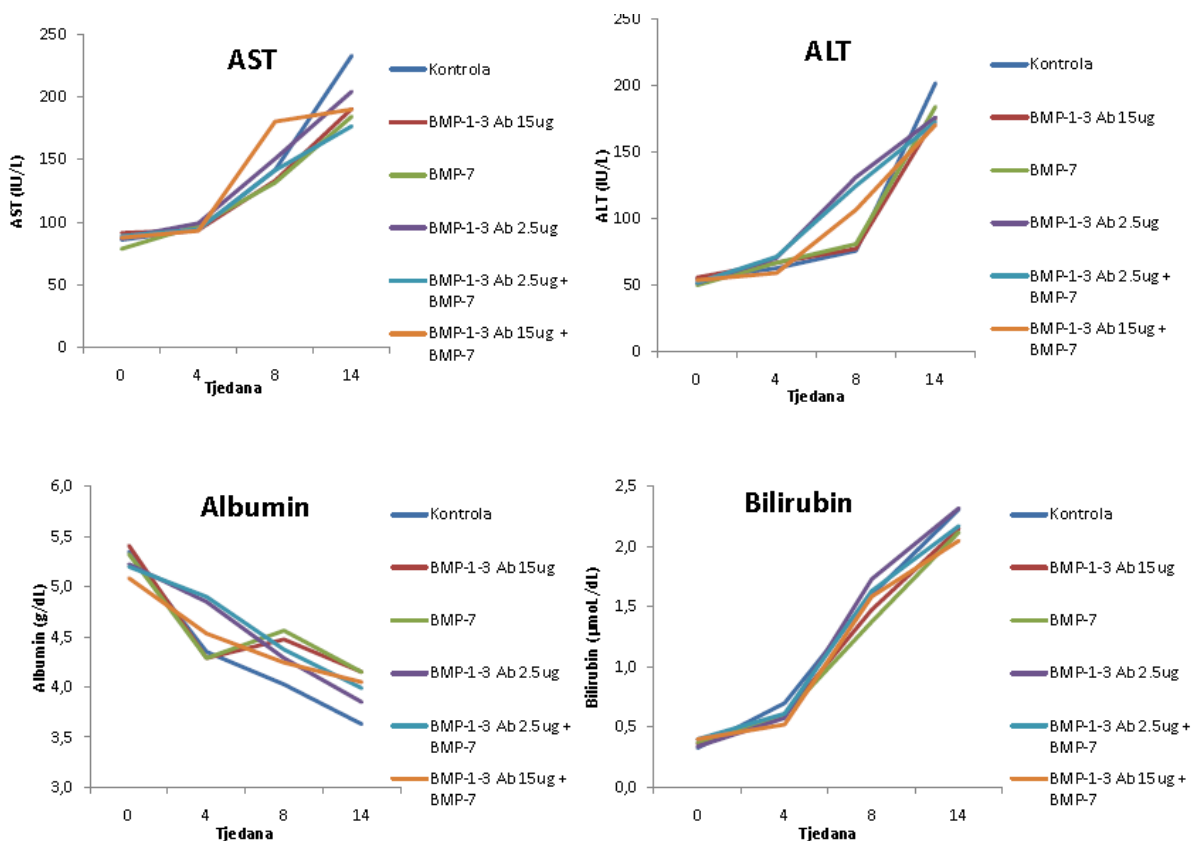 AST
AST (IU/L)
250
200
150
100
50
0
0 4 8 14
Tjedana
Kontrola
BMP-1-3 Ab 15ug
BMP-7
BMP-1-3 Ab 2.5ug
BMP-1-3 Ab 2.5ug +
BMP-7
BMP-1-3 Ab 15ug +
BMP-7
ALT
ALT (IU/L)
250
200
150
100
50
0
0 4 8 14
Tjedana
Kontrola
BMP-1-3 Ab 15ug
BMP-7
BMP-1-3 Ab 2.5ug
BMP-1-3 Ab 2.5ug +
BMP-7
BMP-1-3 Ab 15ug +
BMP-7
Albumin
Albumin (g/dL)
6,0
5,5
5,0
4,5
4,0
3,5
3,0
0 4 8 14
Tjedana
Kontrola
BMP-1-3 Ab 15ug
BMP-7
BMP-1-3 Ab 2.5ug
BMP-1-3 Ab 2.5ug +
BMP-7
BMP-1-3 Ab 15ug +
BMP-7
Bilirubin
Bilirubin (µmoL/dL)
2,5
2,0
1,5
1,0
0,5
0,0
0 4 8 14
Tjedana
Kontrola
BMP-1-3 Ab 15ug
BMP-7
BMP-1-3 Ab 2.5ug
BMP-1-3 Ab 2.5ug +
BMP-7
BMP-1-3 Ab 15ug +
BMP-7